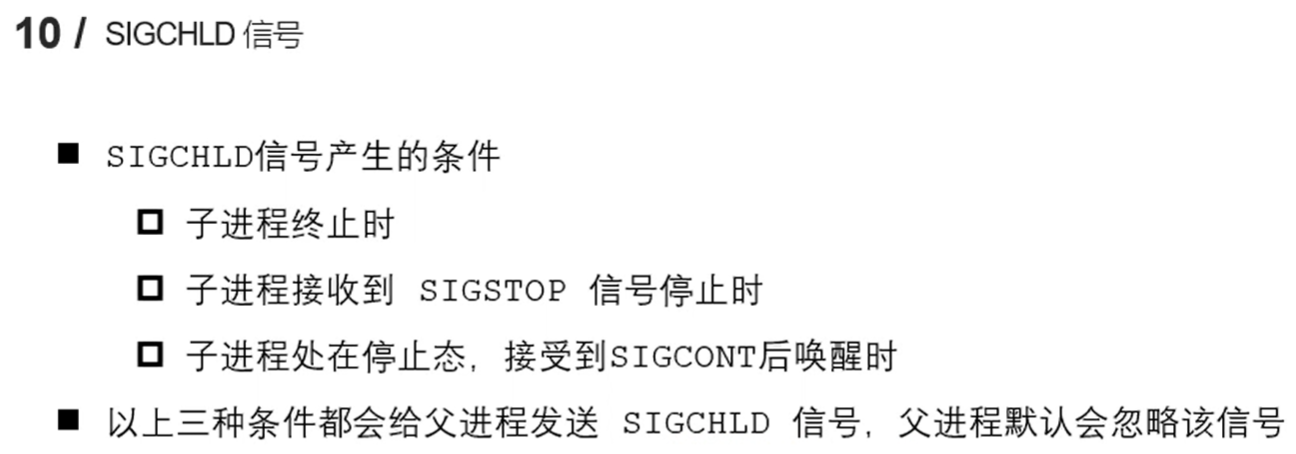 10 / SIGCHLD 信号
■ SIGCHLD信号产生的条件
子进程终止时
子进程接收到 SIGSTOP 信号停止时
子进程处在停止态，接受到SIGCONT后唤醒时
■ 以上三种条件都会给父进程发送 SIGCHLD 信号，父进程默认会忽略该信号